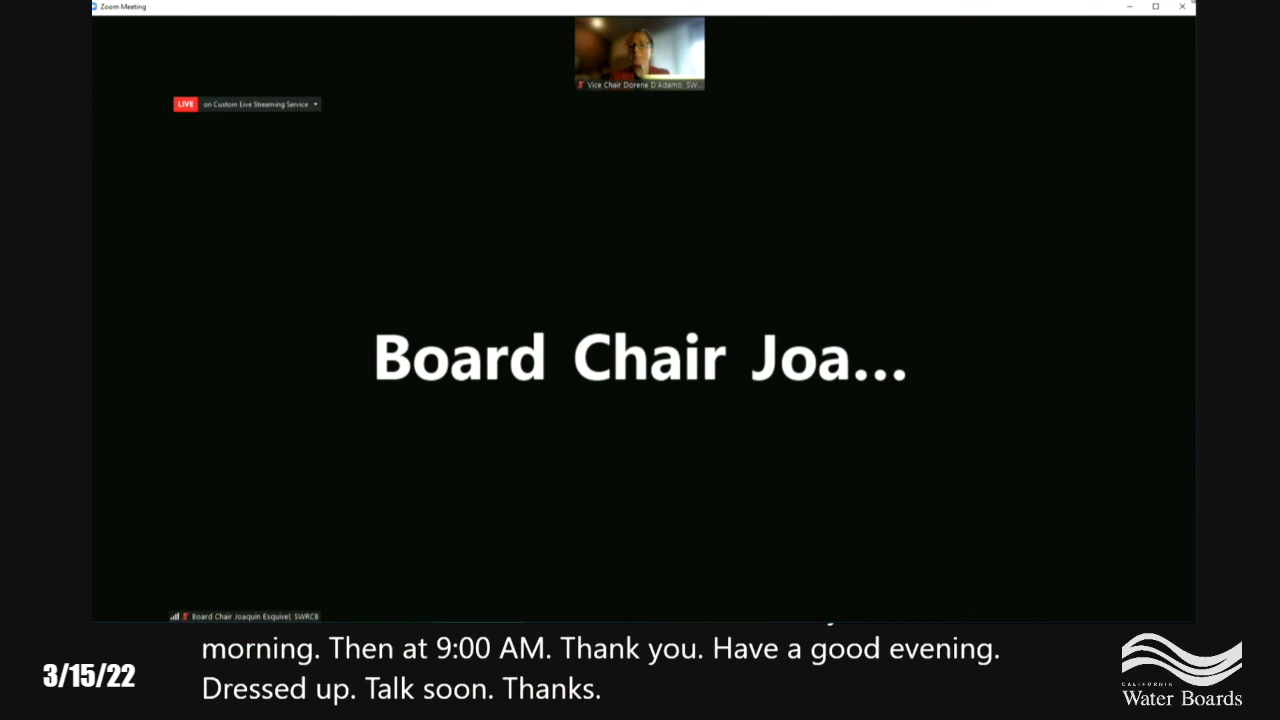 Zoom Meeting
Vice Chair Dorene D'Adamo, SW...
LIVE on Custom Live Streaming Service
Board Chair Joa...
Board Chair Joaquin Esquivel, SWRCB
morning. Then at 9:00 AM. Thank you. Have a good evening.
Dressed up. Talk soon. Thanks.
3/15/22
CALIFORNIA
Water Boards